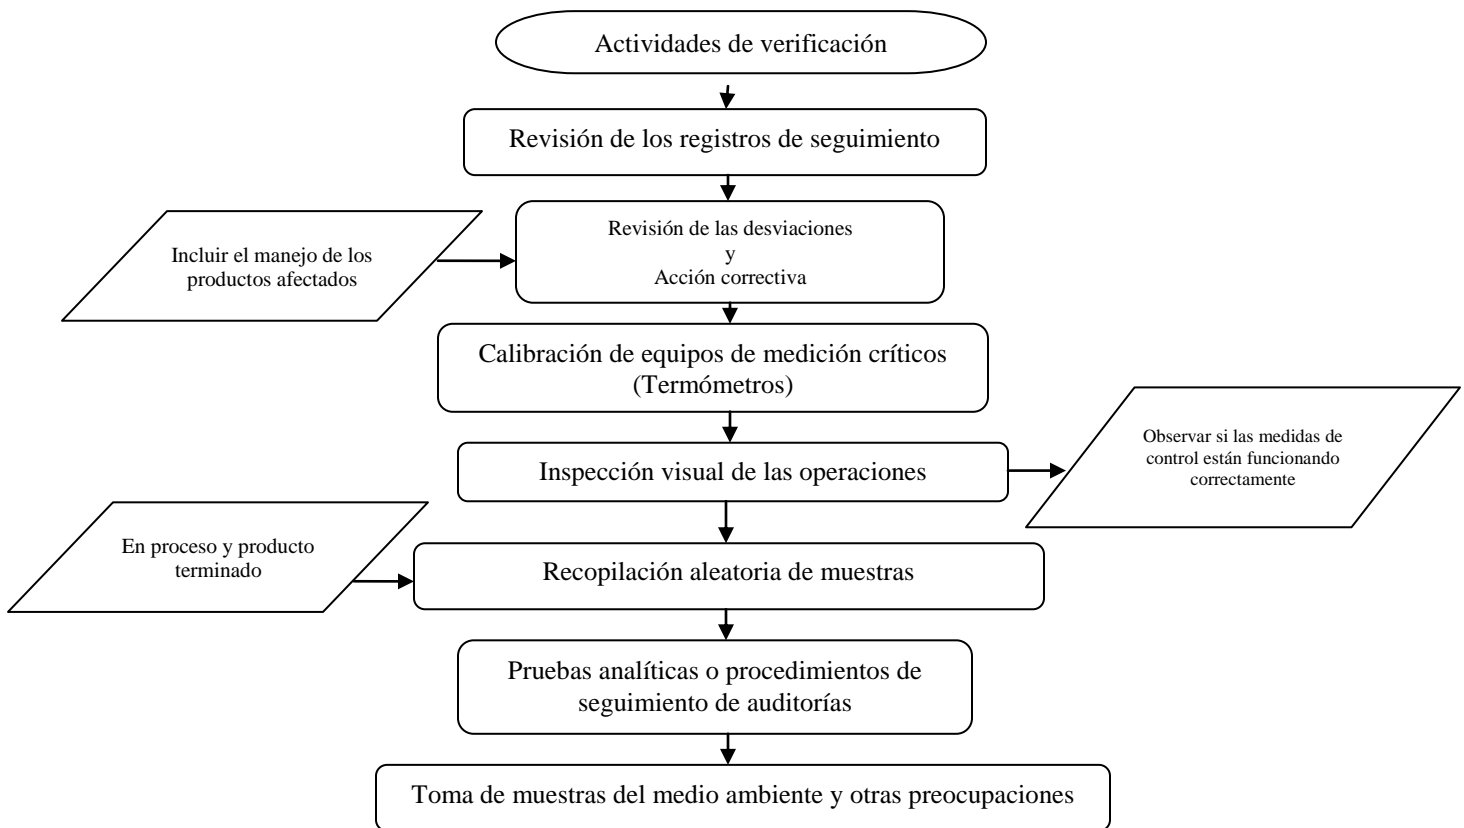 Actividades de verificación
Revisión de los registros de seguimiento
Incluir el manejo de los
productos afectados
Revisión de las desviaciones
y
Acción correctiva
Calibración de equipos de medición críticos
(Termómetros)
Observar si las medidas de
control están funcionando
correctamente
Inspección visual de las operaciones
En proceso y producto
terminado
Recopilación aleatoria de muestras
Pruebas analíticas o procedimientos de
seguimiento de auditorías
Toma de muestras del medio ambiente y otras preocupaciones